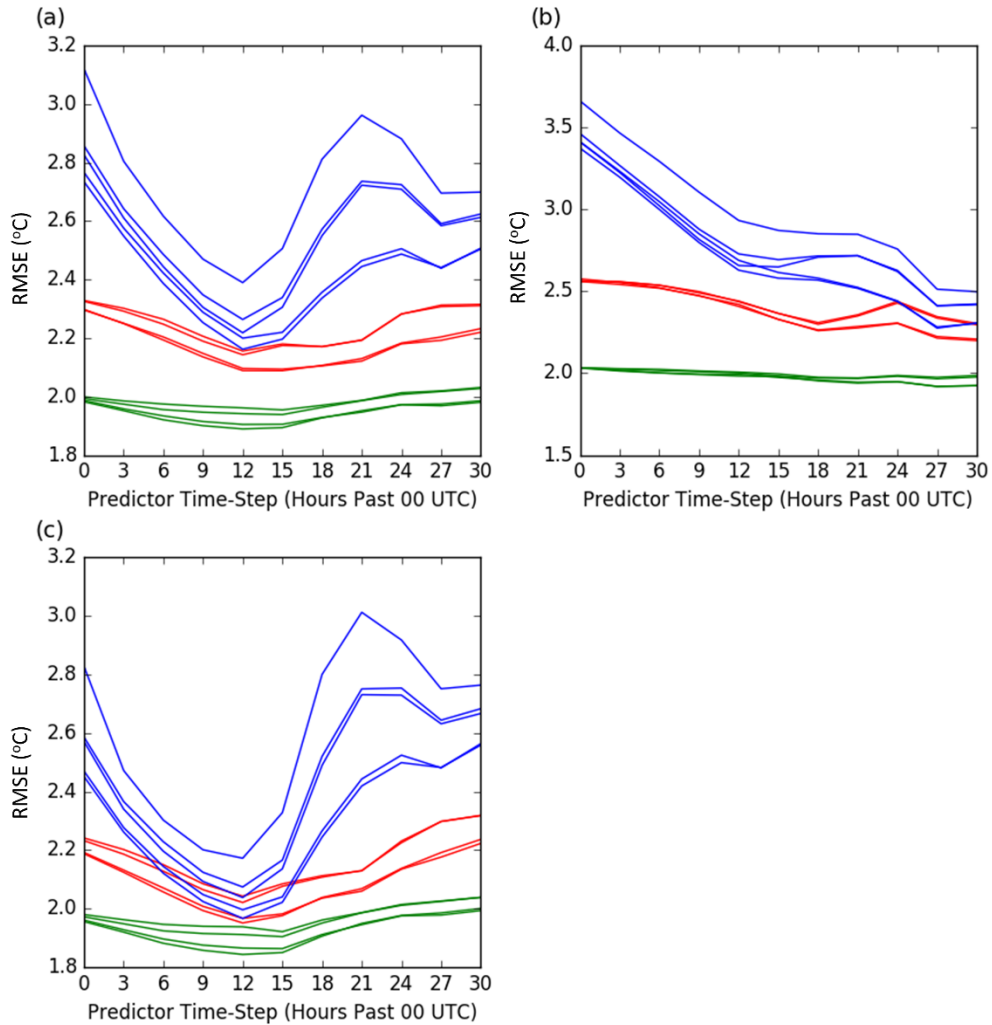 (a)
3.2
3.0
2.8
2.6
2.4
2.2
2.0
1.8
RMSE (°C)
0 3 6 9 12 15 18 21 24 27 30
Predictor Time-Step (Hours Past 00 UTC)
(b)
4.0
3.5
3.0
2.5
2.0
1.5
RMSE (°C)
0 3 6 9 12 15 18 21 24 27 30
Predictor Time-Step (Hours Past 00 UTC)
(c)
3.2
3.0
2.8
2.6
2.4
2.2
2.0
1.8
RMSE (°C)
0 3 6 9 12 15 18 21 24 27 30
Predictor Time-Step (Hours Past 00 UTC)